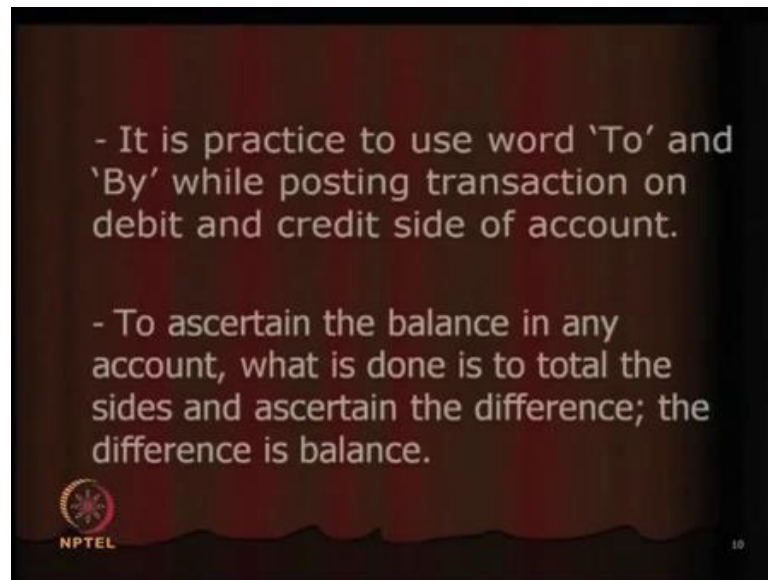 - It is practice to use word ‘To’ and
‘By’ while posting transaction on
debit and credit side of account.
- To ascertain the balance in any
account, what is done is to total the
sides and ascertain the difference; the
difference is balance.
NPTEL
10